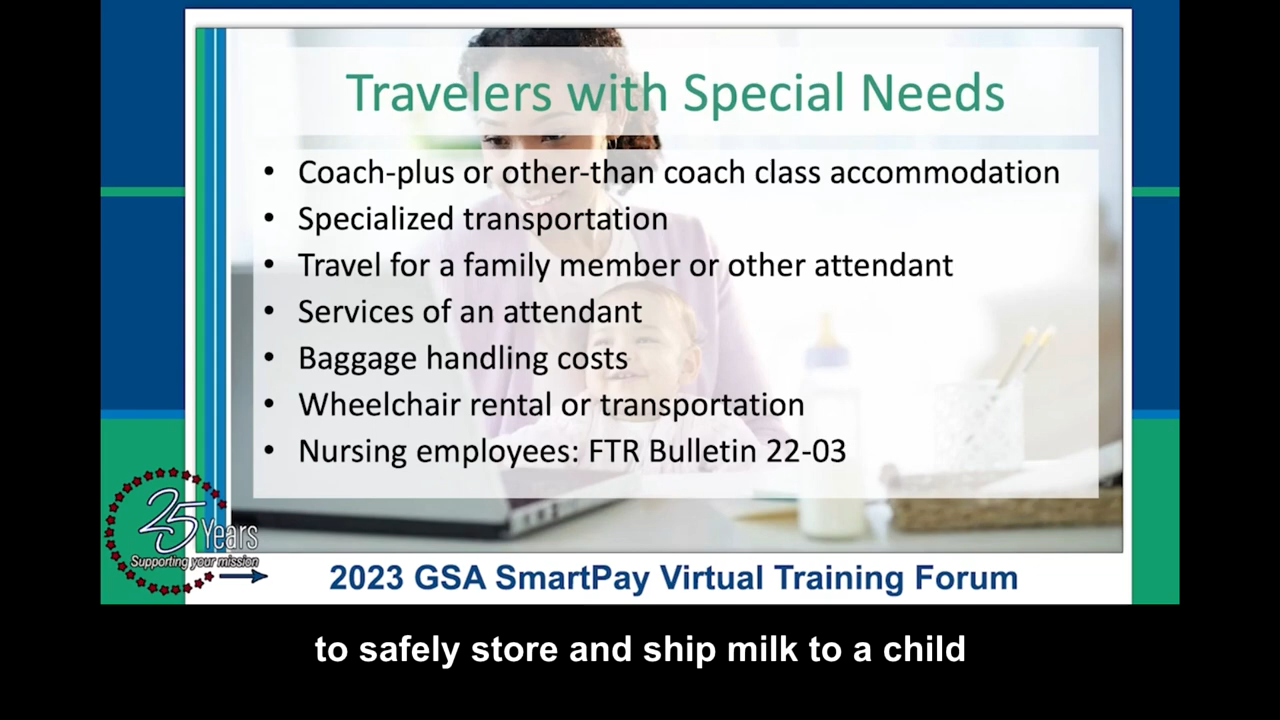 Travelers with Special Needs
• Coach-plus or other-than coach class accommodation
• Specialized transportation
• Travel for a family member or other attendant
• Services of an attendant
• Baggage handling costs
• Wheelchair rental or transportation
• Nursing employees: FTR Bulletin 22-03
25 Years
Supporting your mission
2023 GSA SmartPay Virtual Training Forum
to safely store and ship milk to a child